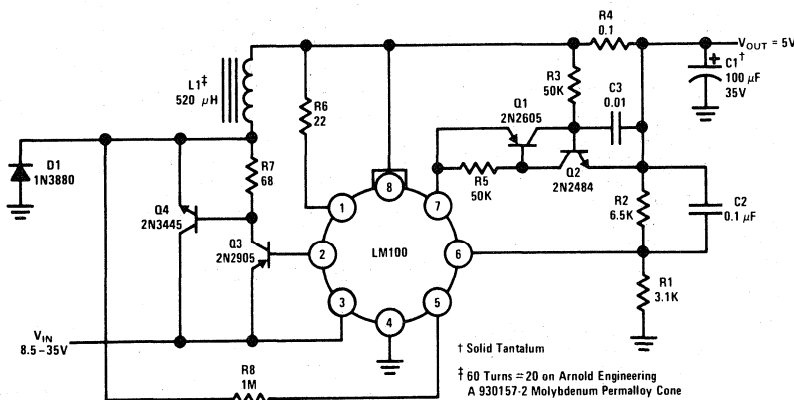 R4
0.1
V_OUT = 5V
L1‡
520 μH
R3
50K
C3
0.01
+ C1†
100 μF
35V
Q1
2N2605
R6
22
D1
1N3880
R7
68
R5
50K
Q2
2N2484
R2
6.5K
C2
0.1 μF
8
1
7
Q4
2N3445
Q3
2N2905
2
LM100
6
3
5
R1
3.1K
4
V_IN
8.5–35V
R8
1M
† Solid Tantalum
‡ 60 Turns = 20 on Arnold Engineering
A 930157-2 Molybdenum Permalloy Cone